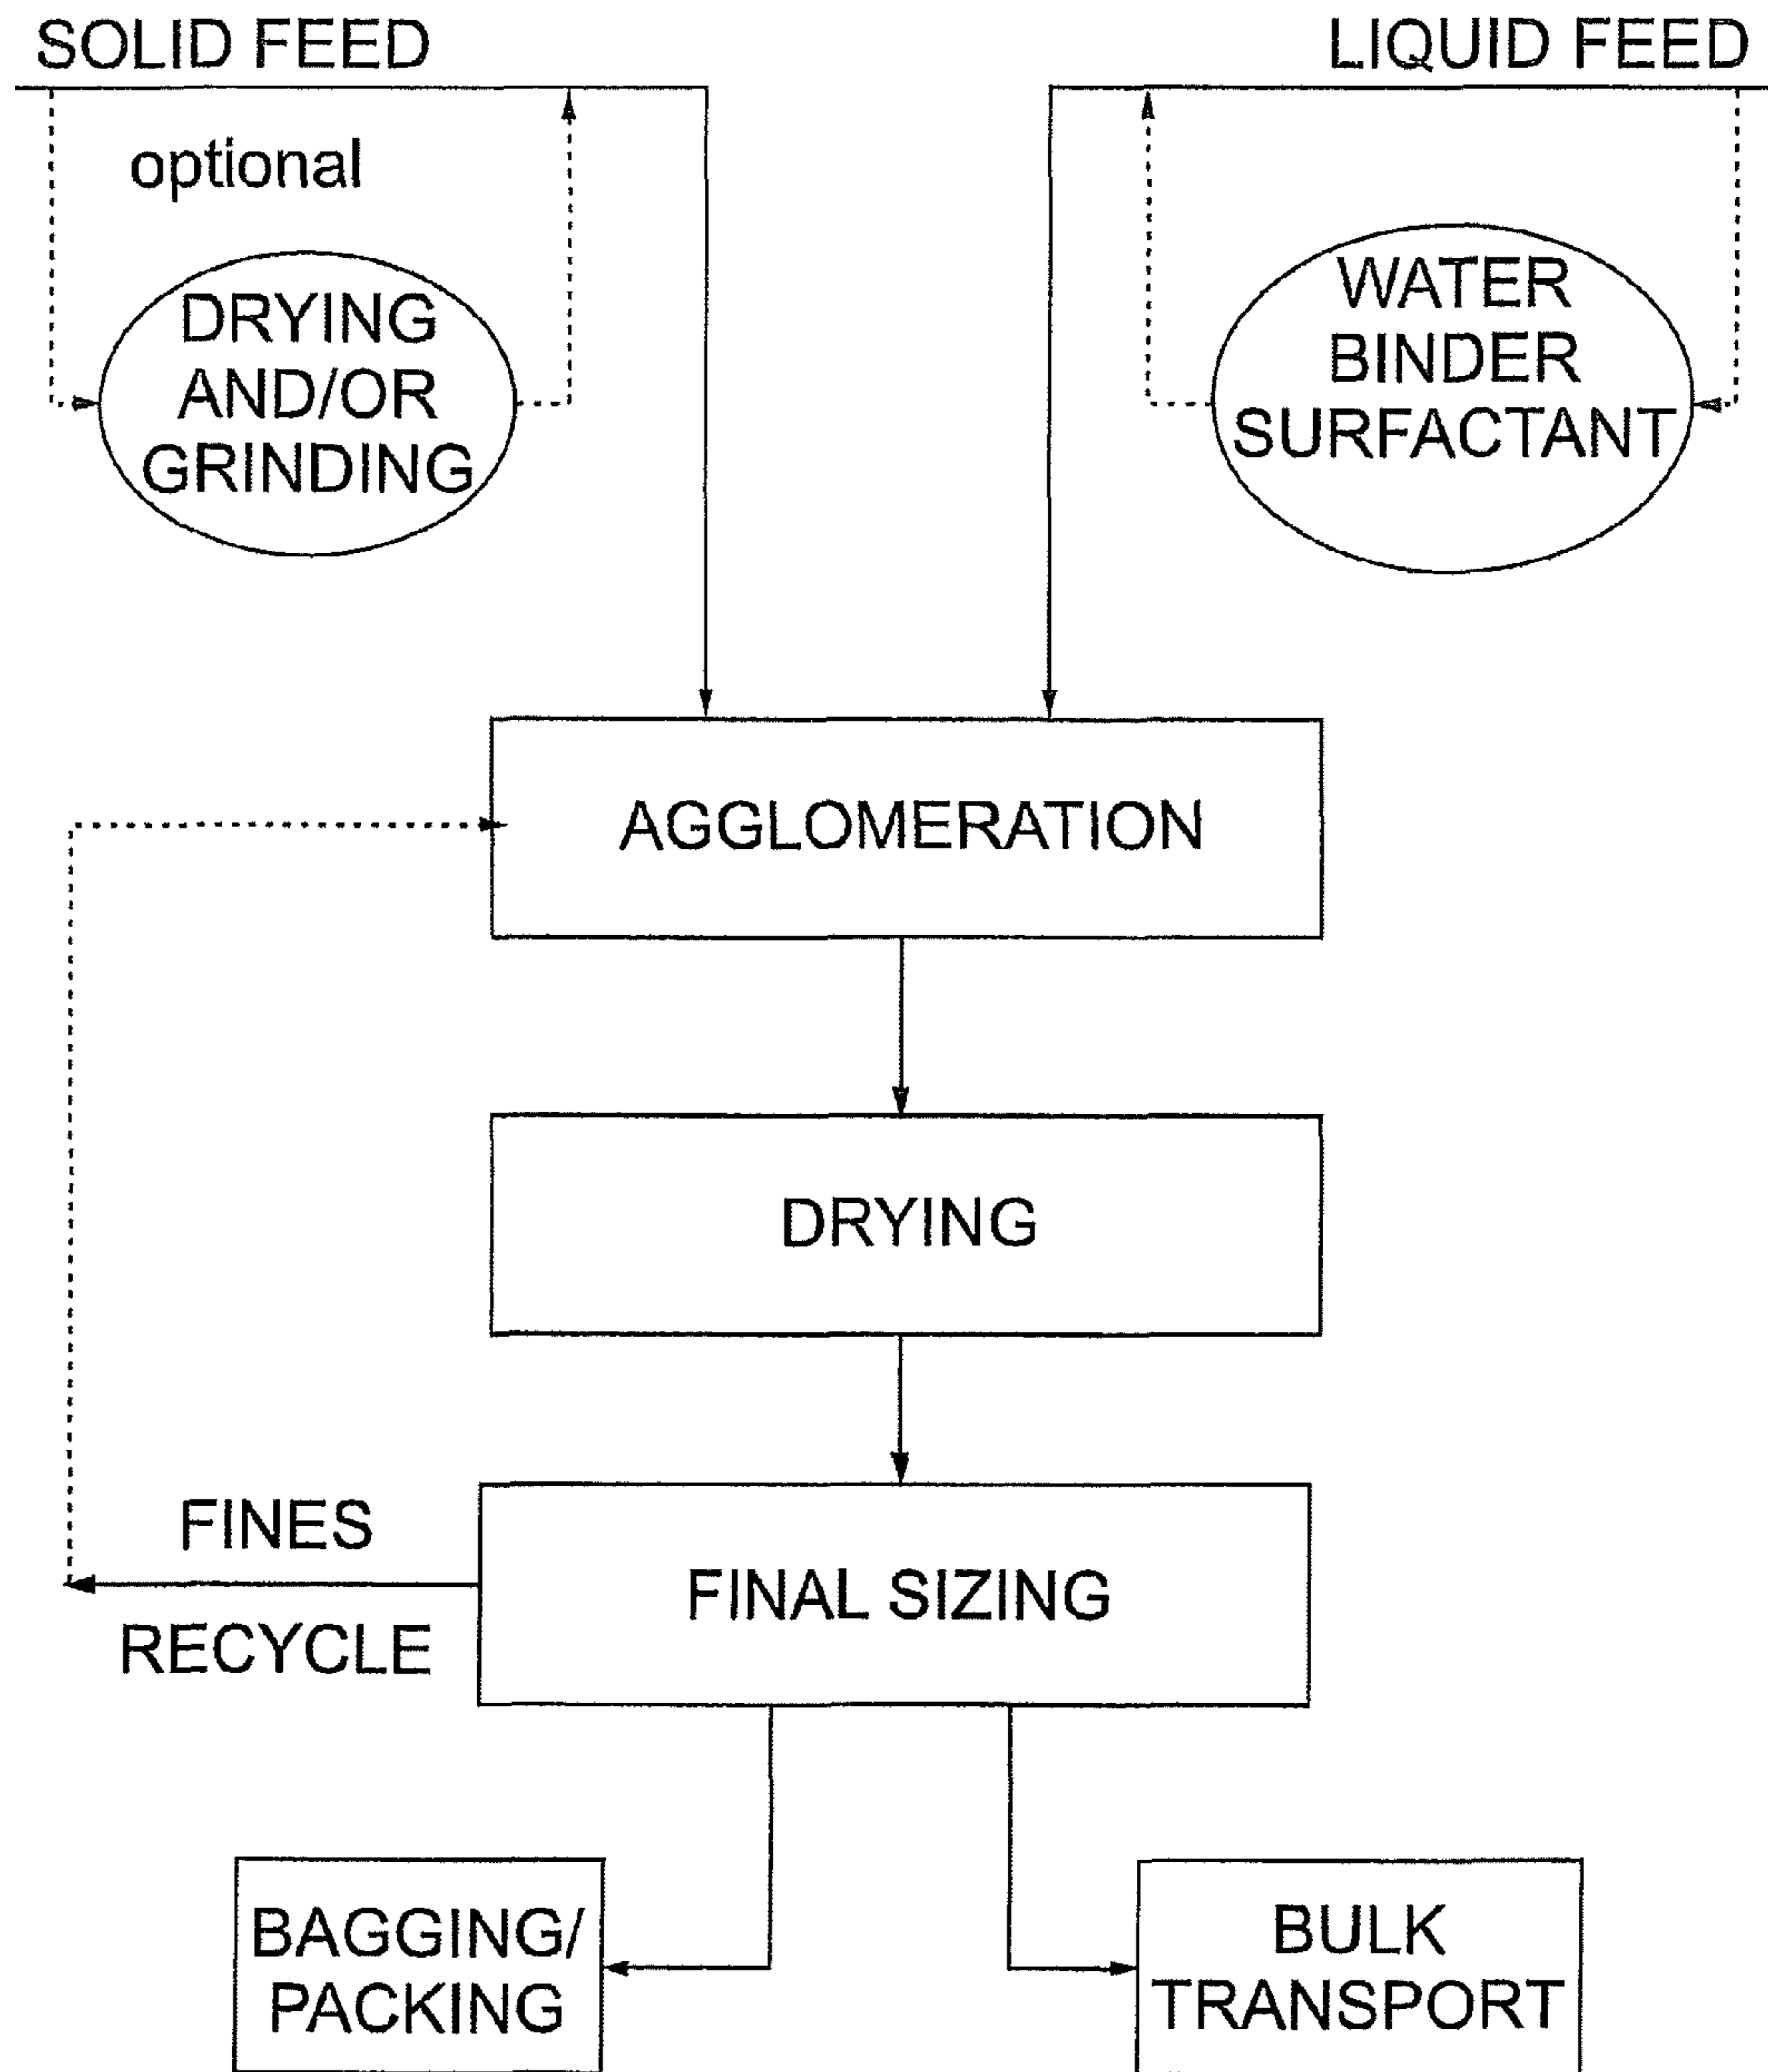 SOLID FEED
LIQUID FEED
optional
DRYING
AND/OR
GRINDING
WATER
BINDER
SURFACTANT
AGGLOMERATION
DRYING
FINES
RECYCLE
FINAL SIZING
BAGGING/
PACKING
BULK
TRANSPORT